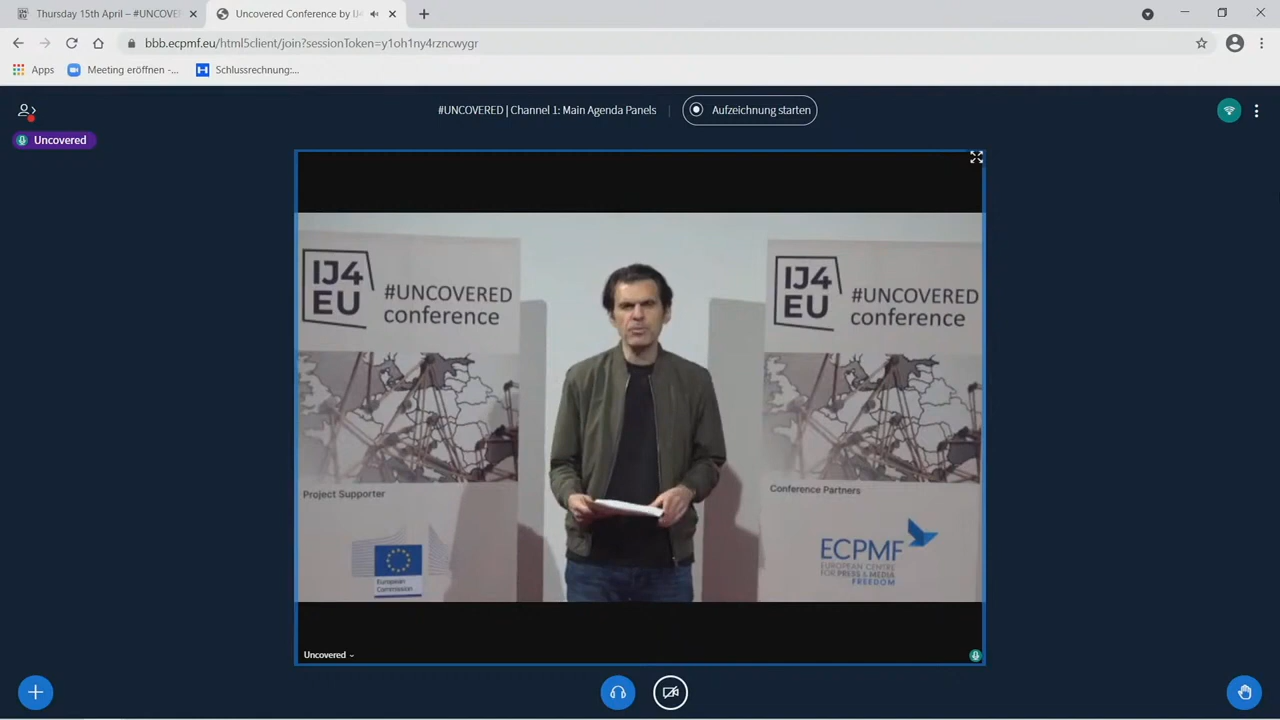 Thursday 15th April – #UNCOVER
Uncovered Conference by IJ
bbb.ecpmf.eu/html5client/join?sessionToken=y1oh1ny4rzncwygr
Apps
Meeting eröffnen -...
Schlussrechnung:...
#UNCOVERED | Channel 1: Main Agenda Panels
Aufzeichnung starten
Uncovered
IJ4
EU
#UNCOVERED
conference
Project Supporter
European
Commission
IJ4
EU
#UNCOVERED
conference
Conference Partners
ECPMF
EUROPEAN CENTRE
FOR PRESS & MEDIA
FREEDOM
Uncovered